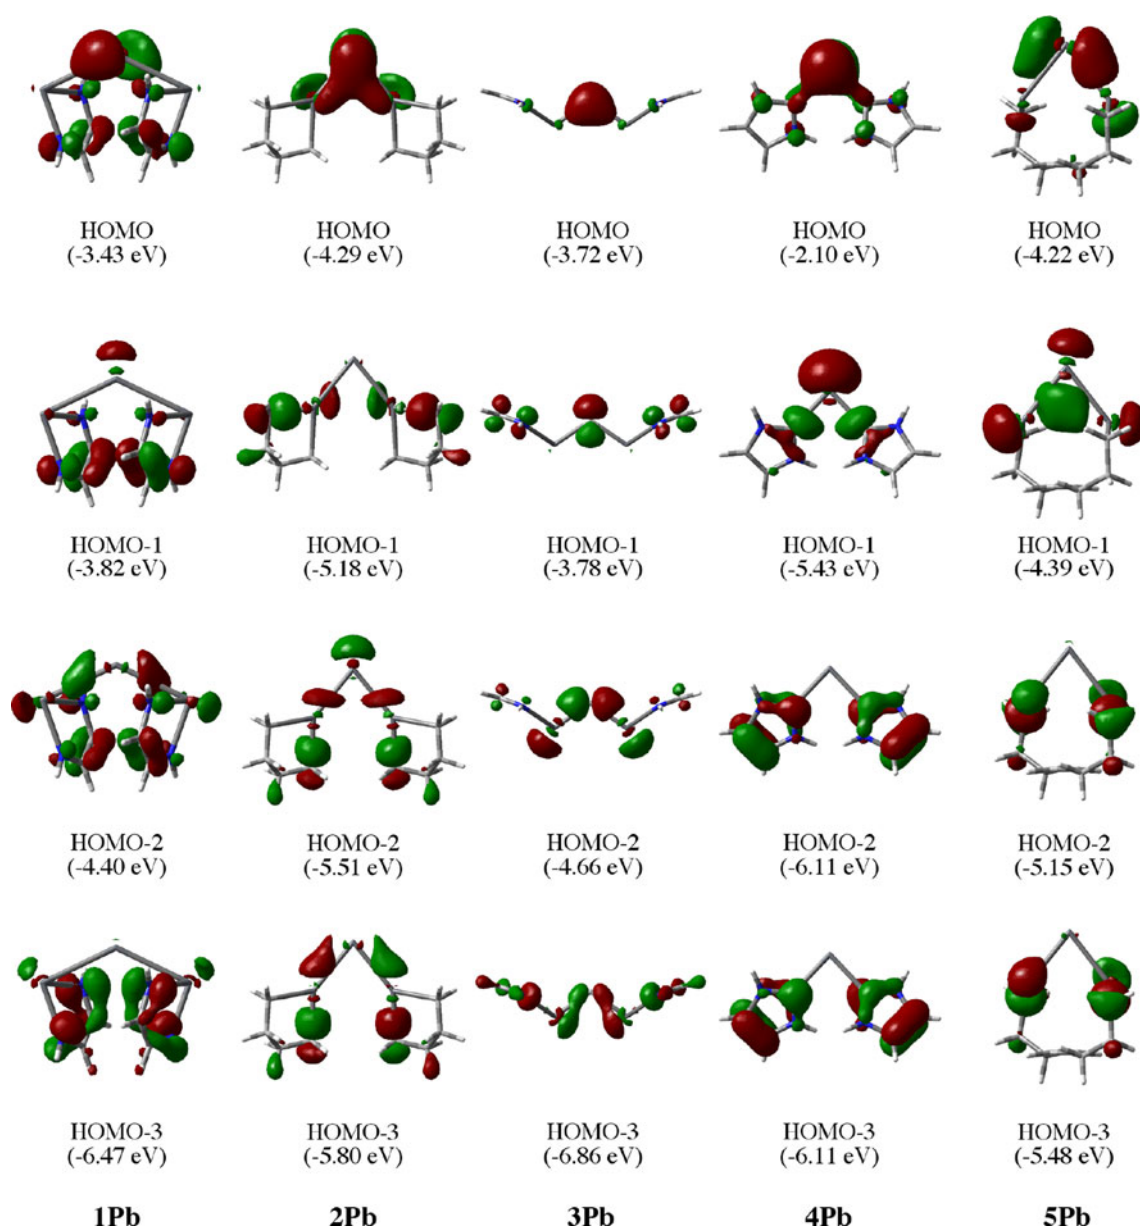 HOMO HOMO HOMO HOMO HOMO
(-3.43 eV) (-4.29 eV) (-3.72 eV) (-2.10 eV) (-4.22 eV)
HOMO-1 HOMO-1 HOMO-1 HOMO-1 HOMO-1
(-3.82 eV) (-5.18 eV) (-3.78 eV) (-5.43 eV) (-4.39 eV)
HOMO-2 HOMO-2 HOMO-2 HOMO-2 HOMO-2
(-4.40 eV) (-5.51 eV) (-4.66 eV) (-6.11 eV) (-5.15 eV)
HOMO-3 HOMO-3 HOMO-3 HOMO-3 HOMO-3
(-6.47 eV) (-5.80 eV) (-6.86 eV) (-6.11 eV) (-5.48 eV)
1Pb 2Pb 3Pb 4Pb 5Pb